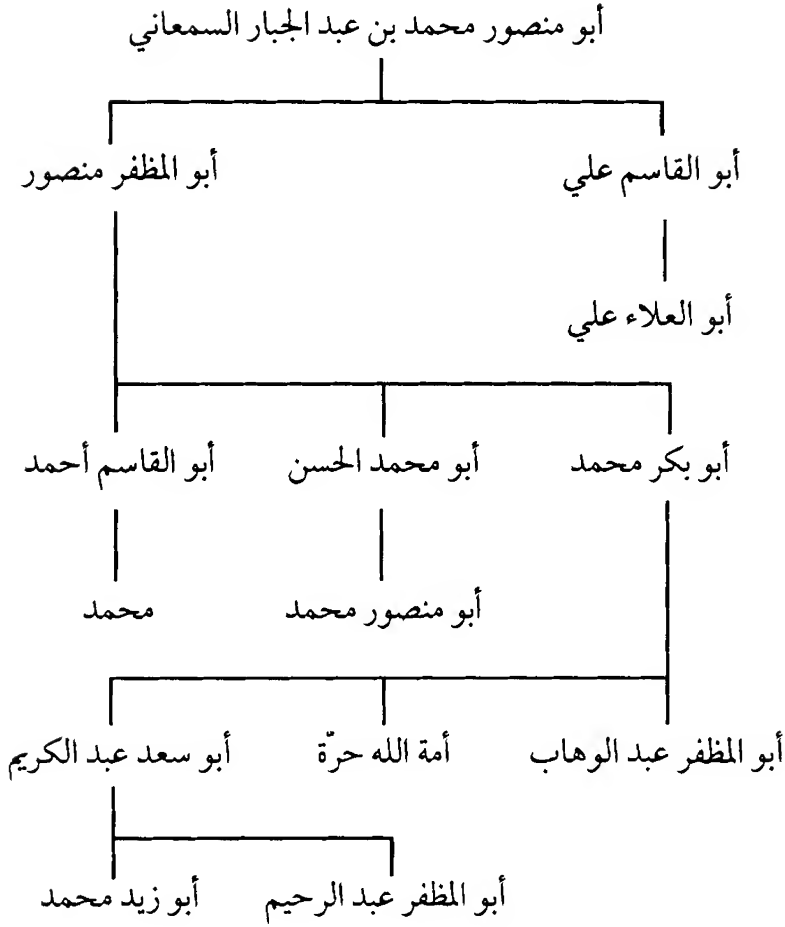 أبو منصور محمد بن عبد الجبار السمعاني
أبو القاسم علي
أبو المظفر منصور
أبو العلاء علي
أبو بكر محمد
أبو محمد الحسن
أبو القاسم أحمد
أبو منصور محمد
محمد
أبو المظفر عبد الوهاب
أمة الله حرّة
أبو سعد عبد الكريم
أبو المظفر عبد الرحيم
أبو زيد محمد